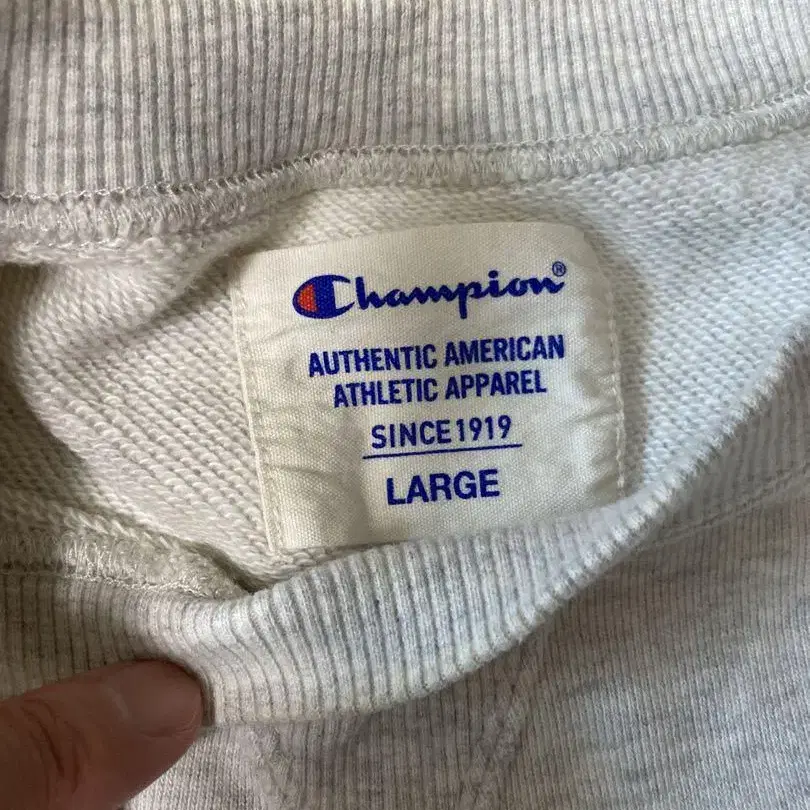 Champion®
AUTHENTIC AMERICAN
ATHLETIC APPAREL
SINCE 1919
LARGE